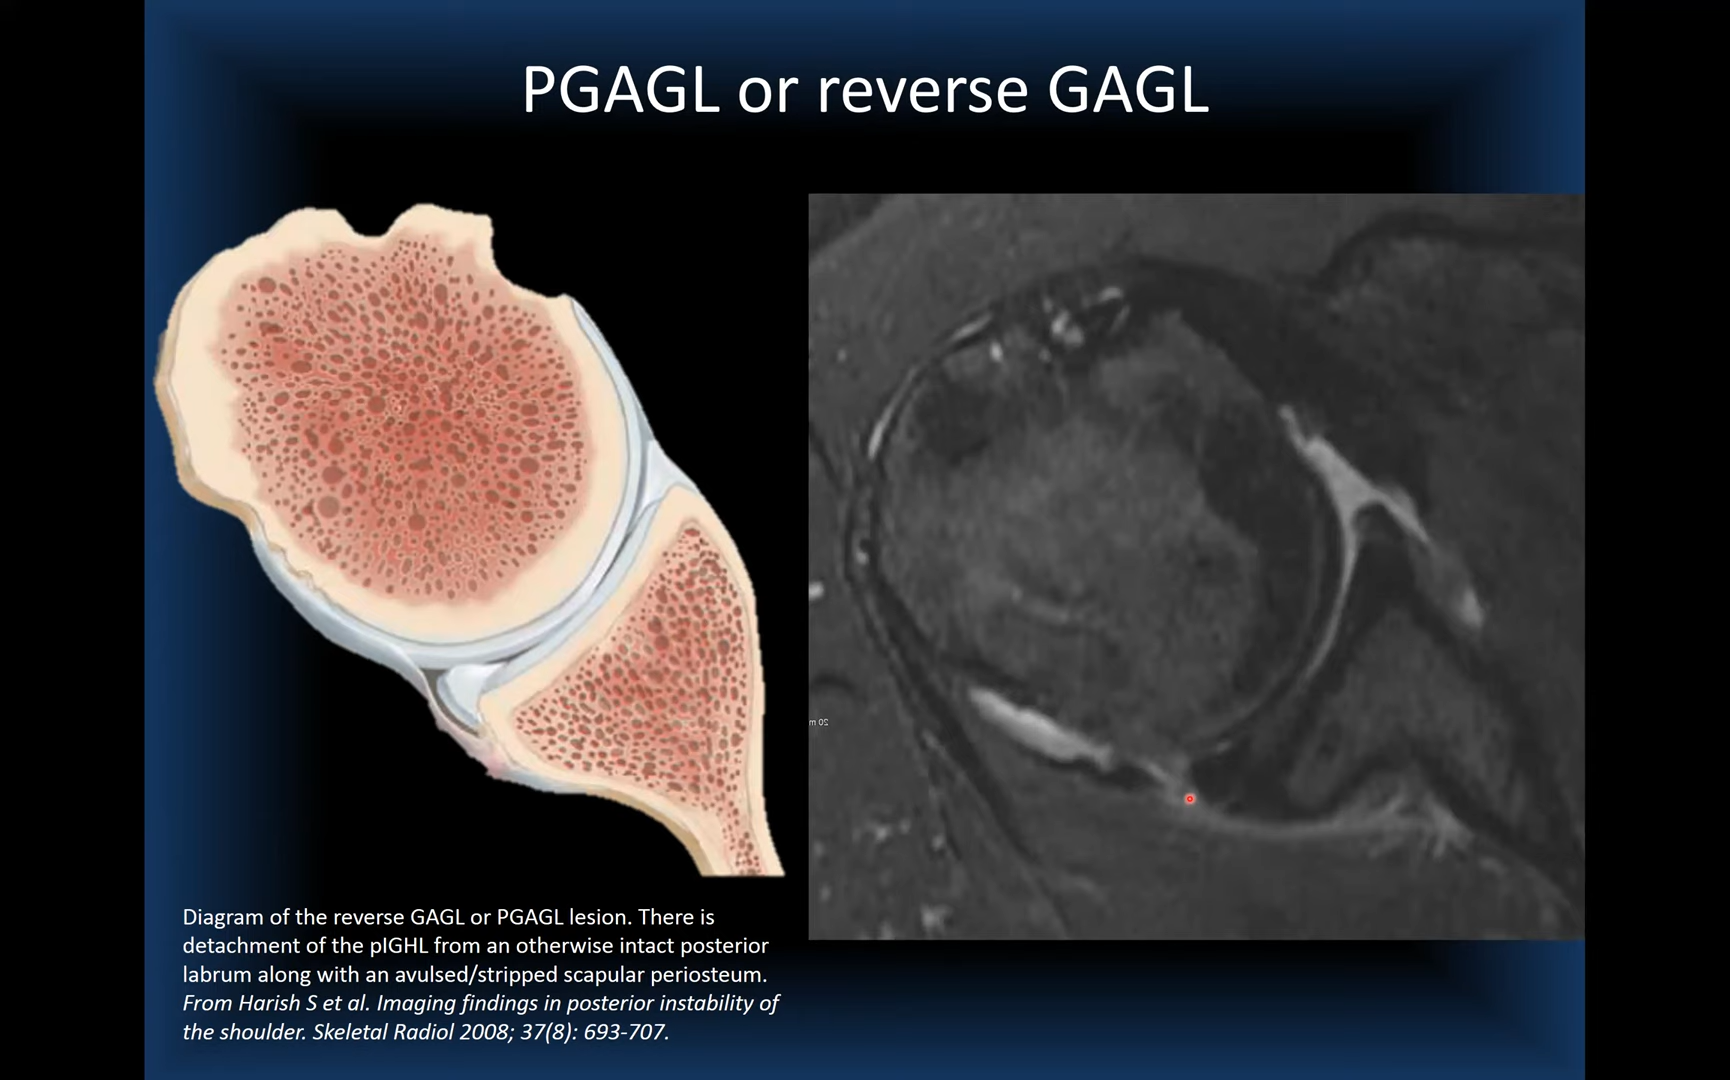 PGAGL or reverse GAGL
m 02
Diagram of the reverse GAGL or PGAGL lesion. There is
detachment of the pIGHL from an otherwise intact posterior
labrum along with an avulsed/stripped scapular periosteum.
From Harish S et al. Imaging findings in posterior instability of
the shoulder. Skeletal Radiol 2008; 37(8): 693-707.